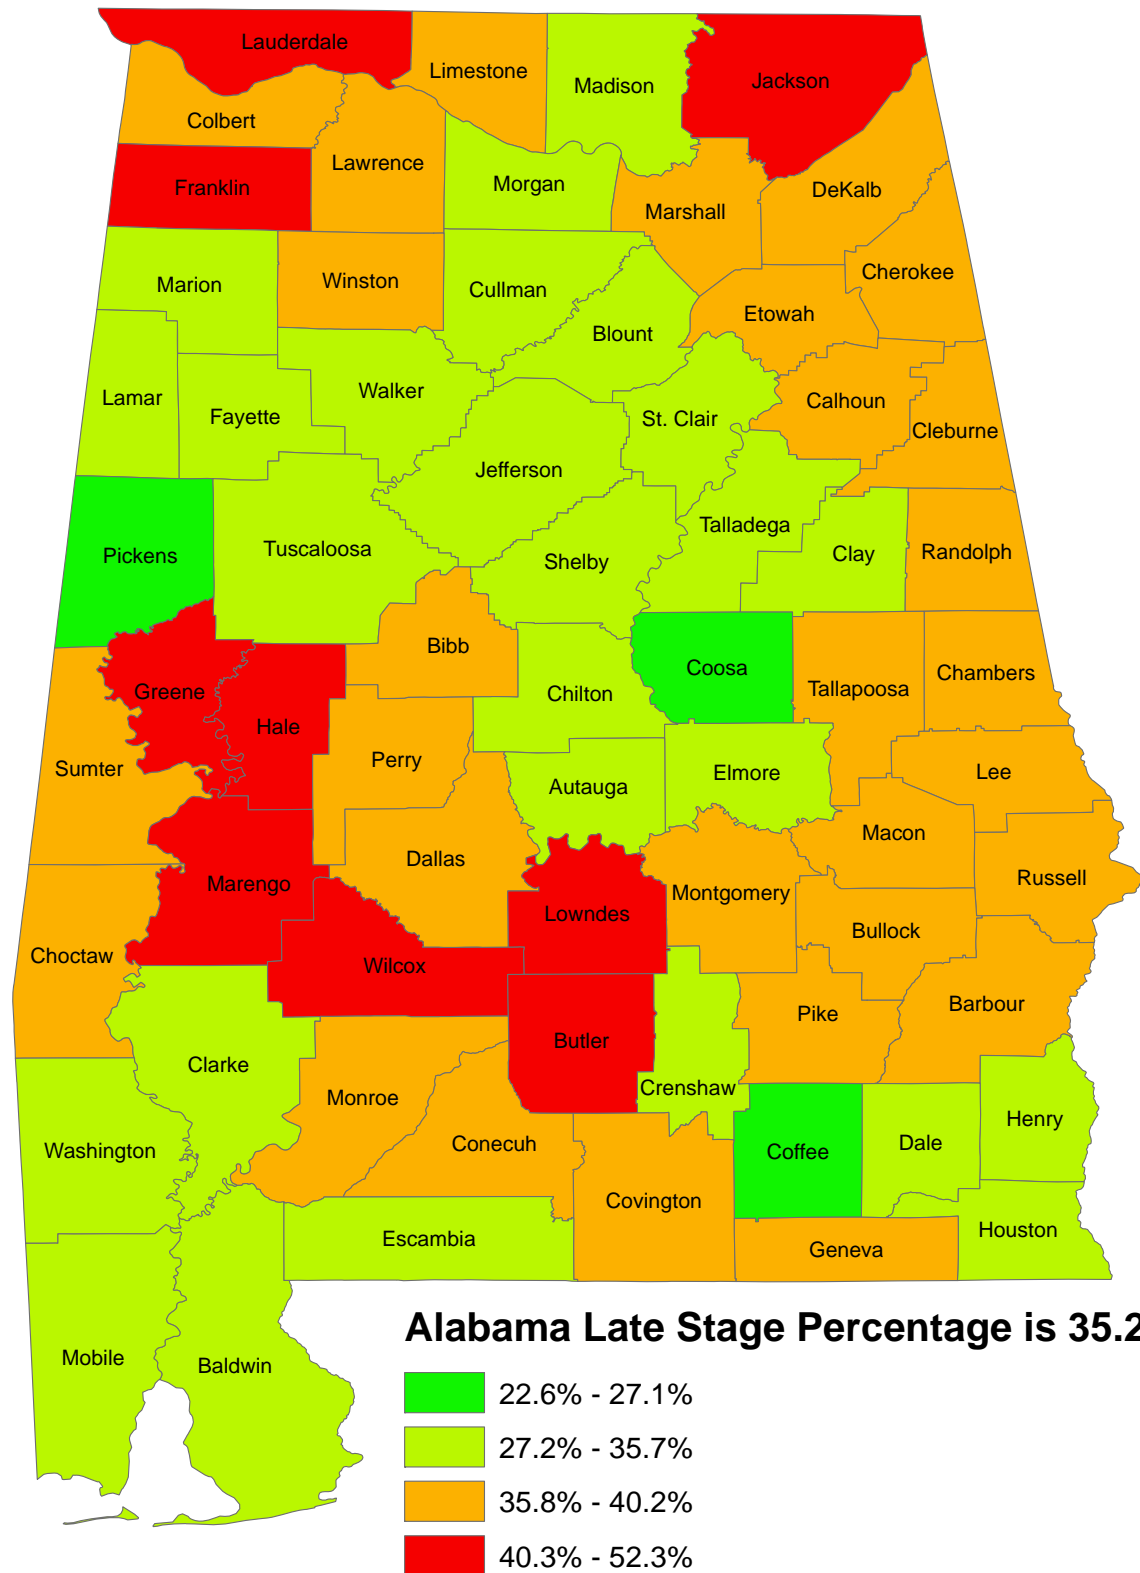 Lauderdale
Limestone
Madison
Jackson
Colbert
Lawrence
Franklin
Morgan
Marshall
DeKalb
Cherokee
Marion
Winston
Cullman
Blount
Etowah
Lamar
Fayette
Walker
St. Clair
Calhoun
Cleburne
Jefferson
Pickens
Tuscaloosa
Shelby
Talladega
Clay
Randolph
Bibb
Coosa
Chambers
Greene
Hale
Chilton
Tallapoosa
Sumter
Perry
Autauga
Elmore
Lee
Macon
Dallas
Marengo
Lowndes
Montgomery
Russell
Bullock
Choctaw
Wilcox
Barbour
Pike
Butler
Clarke
Monroe
Crenshaw
Henry
Washington
Conecuh
Coffee
Dale
Covington
Escambia
Geneva
Houston
Mobile
Baldwin
Alabama Late Stage Percentage is 35.2
22.6% - 27.1%
27.2% - 35.7%
35.8% - 40.2%
40.3% - 52.3%